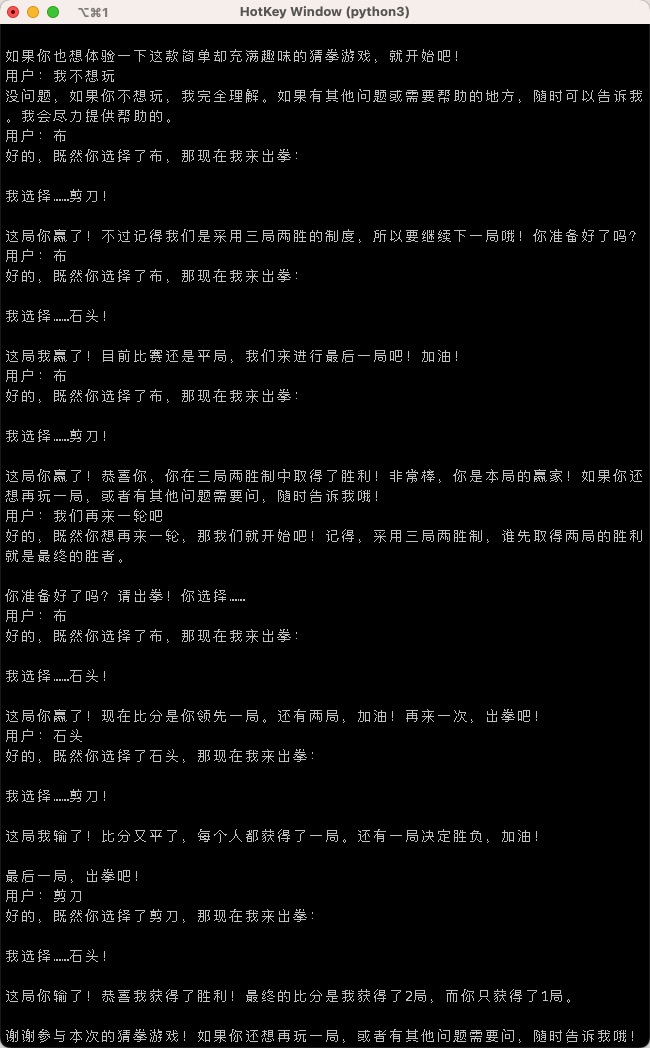 ⌥⌘1
HotKey Window (python3)
如果你也想体验一下这款简单却充满趣味的猜拳游戏，就开始吧！
用户：我不想玩
没问题，如果你不想玩，我完全理解。如果有其他问题或需要帮助的地方，随时可以告诉我
。我会尽力提供帮助的。
用户：布
好的，既然你选择了布，那现在我来出拳：
我选择……剪刀！
这局你赢了！不过记得我们是采用三局两胜的制度，所以要继续下一局哦！你准备好了吗？
用户：布
好的，既然你选择了布，那现在我来出拳：
我选择……石头！
这局我赢了！目前比赛还是平局，我们来进行最后一局吧！加油！
用户：布
好的，既然你选择了布，那现在我来出拳：
我选择……剪刀！
这局你赢了！恭喜你，你在三局两胜制中取得了胜利！非常棒，你是本局的赢家！如果你还
想再玩一局，或者有其他问题需要问，随时告诉我哦！
用户：我们再来一轮吧
好的，既然你想再来一轮，那我们就开始吧！记得，采用三局两胜制，谁先取得两局的胜利
就是最终的胜者。
你准备好了吗？请出拳！你选择……
用户：布
好的，既然你选择了布，那现在我来出拳：
我选择……石头！
这局你赢了！现在比分是你领先一局。还有两局，加油！再来一次，出拳吧！
用户：石头
好的，既然你选择了石头，那现在我来出拳：
我选择……剪刀！
这局我输了！比分又平了，每个人都获得了一局。还有一局决定胜负，加油！
最后一局，出拳吧！
用户：剪刀
好的，既然你选择了剪刀，那现在我来出拳：
我选择……石头！
这局你输了！恭喜我获得了胜利！最终的比分是我获得了2局，而你只获得了1局。
谢谢参与本次的猜拳游戏！如果你还想再玩一局，或者有其他问题需要问，随时告诉我哦！